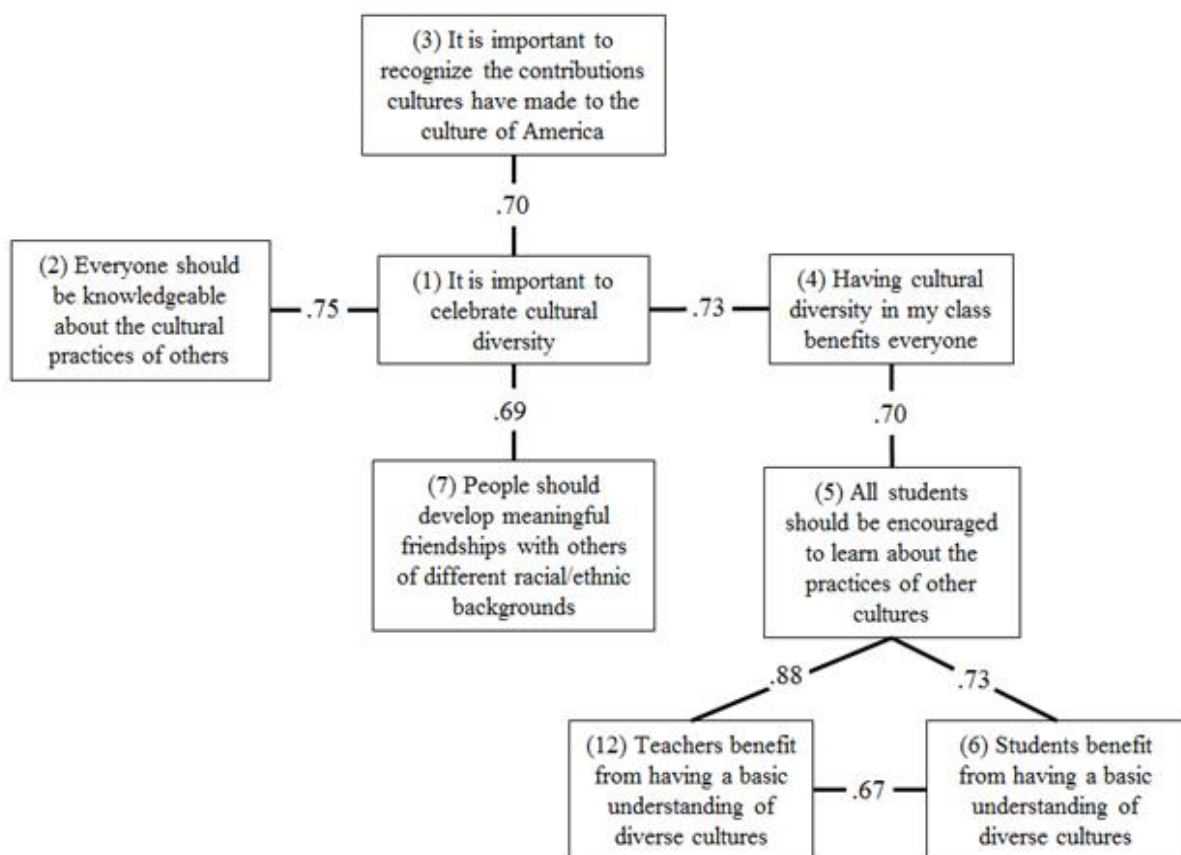 (3) It is important to
recognize the contributions
cultures have made to the
culture of America
.70
(2) Everyone should
be knowledgeable
about the cultural
practices of others
.75
(1) It is important to
celebrate cultural
diversity
.73
(4) Having cultural
diversity in my class
benefits everyone
.69
.70
(7) People should
develop meaningful
friendships with others
of different racial/ethnic
backgrounds
(5) All students
should be encouraged
to learn about the
practices of other
cultures
.88
.73
(12) Teachers benefit
from having a basic
understanding of
diverse cultures
.67
(6) Students benefit
from having a basic
understanding of
diverse cultures